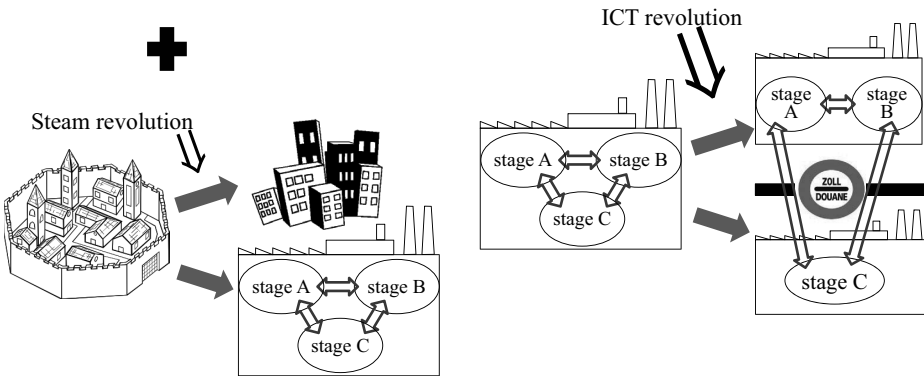 Steam revolution
stage A
stage B
stage C
ICT revolution
stage A
stage B
stage C
stage
A
stage
B
ZOLL
DOUANE
stage C